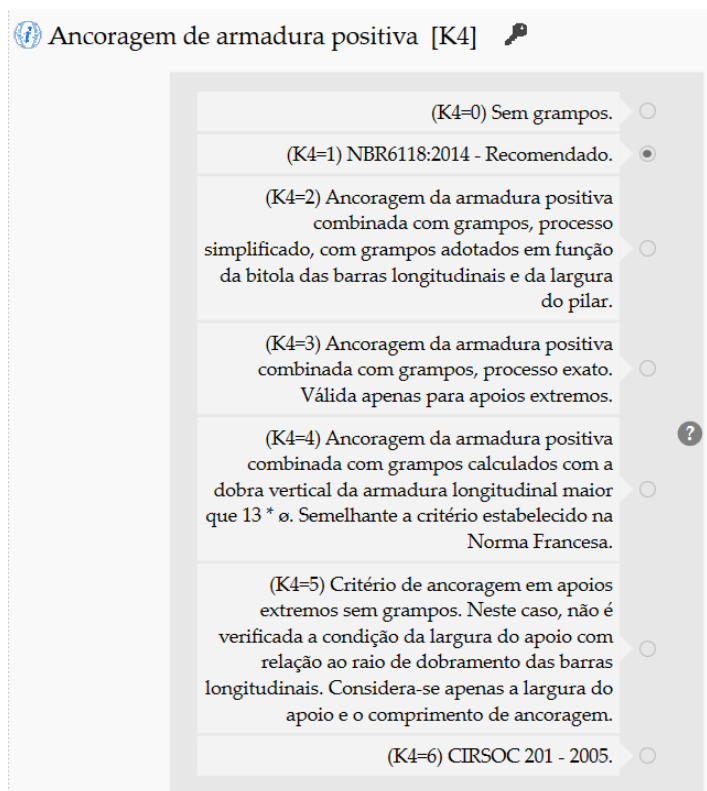 Ancoragem de armadura positiva [K4]
(K4=0) Sem grampos.
(K4=1) NBR6118:2014 - Recomendado.
(K4=2) Ancoragem da armadura positiva
combinada com grampos, processo
simplificado, com grampos adotados em função
da bitola das barras longitudinais e da largura
do pilar.
(K4=3) Ancoragem da armadura positiva
combinada com grampos, processo exato.
Válida apenas para apoios extremos.
(K4=4) Ancoragem da armadura positiva
combinada com grampos calculados com a
dobra vertical da armadura longitudinal maior
que 13 * ø. Semelhante a critério estabelecido na
Norma Francesa.
(K4=5) Critério de ancoragem em apoios
extremos sem grampos. Neste caso, não é
verificada a condição da largura do apoio com
relação ao raio de dobramento das barras
longitudinais. Considera-se apenas a largura do
apoio e o comprimento de ancoragem.
(K4=6) CIRSOC 201 - 2005.